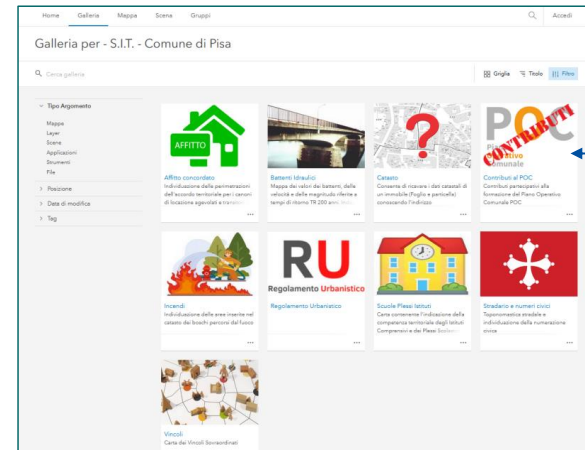 Home Galleria Mappa Scena Gruppi Accedi
Galleria per - S.I.T. - Comune di Pisa
Cerca galleria Griglia Titolo Filtro
Tipo Argomento
Mappe
Layer
Scene
Applicazioni
Strumenti
File
Posizione
Data di modifica
Tag
AFFITTO
Affitto concordato
Individuazione delle perimetrazioni
dell'accordo territoriale per i canoni
di locazione agevolati e transitori
Battenti Idraulici
Mappa dei valori dei battenti, della
velocità e della magnitudo riferite a
tempi di ritorno TR 200 anni.
?
Catasto
Consente di ricavare i dati catastali di
un immobile (Foglio e particella)
conoscendo l'indirizzo
POC
CONTRIBUTI
Contributi al POC
Contributi partecipativi alla
formazione del Piano Operativo
Comunale POC
Incendi
Individuazione delle aree inserite nel
catasto dei boschi percorsi dal fuoco
RU
Regolamento Urbanistico
Regolamento Urbanistico
Scuole Plessi Istituti
Carta contenente l'indicazione della
competenza territoriale degli Istituti
Comprensivi e dei Plessi
Stradario e numeri civici
Toponomastica stradale e
individuazione della numerazione
civica
Vincoli
Carta dei Vincoli Sovraordinati